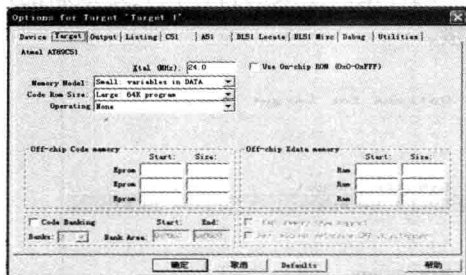 Options for Target 'Target 1'
Device Target Output Listing C51 A51 BL51 Locate BL51 Misc Debug Utilities
Atmel AT89C51
Xtal (MHz): 24.0
Use On-chip ROM (0x0-0xFFF)
Memory Model: Small: variables in DATA
Code Rom Size: Large: 64K program
Operating None
Off-chip Code memory
Start: Size:
Eprom
Eprom
Eprom
Off-chip Xdata memory
Start: Size:
Ram
Ram
Ram
Code Banking
Start: End:
Banks: Bank Area:
确定 取消 Defaults 帮助